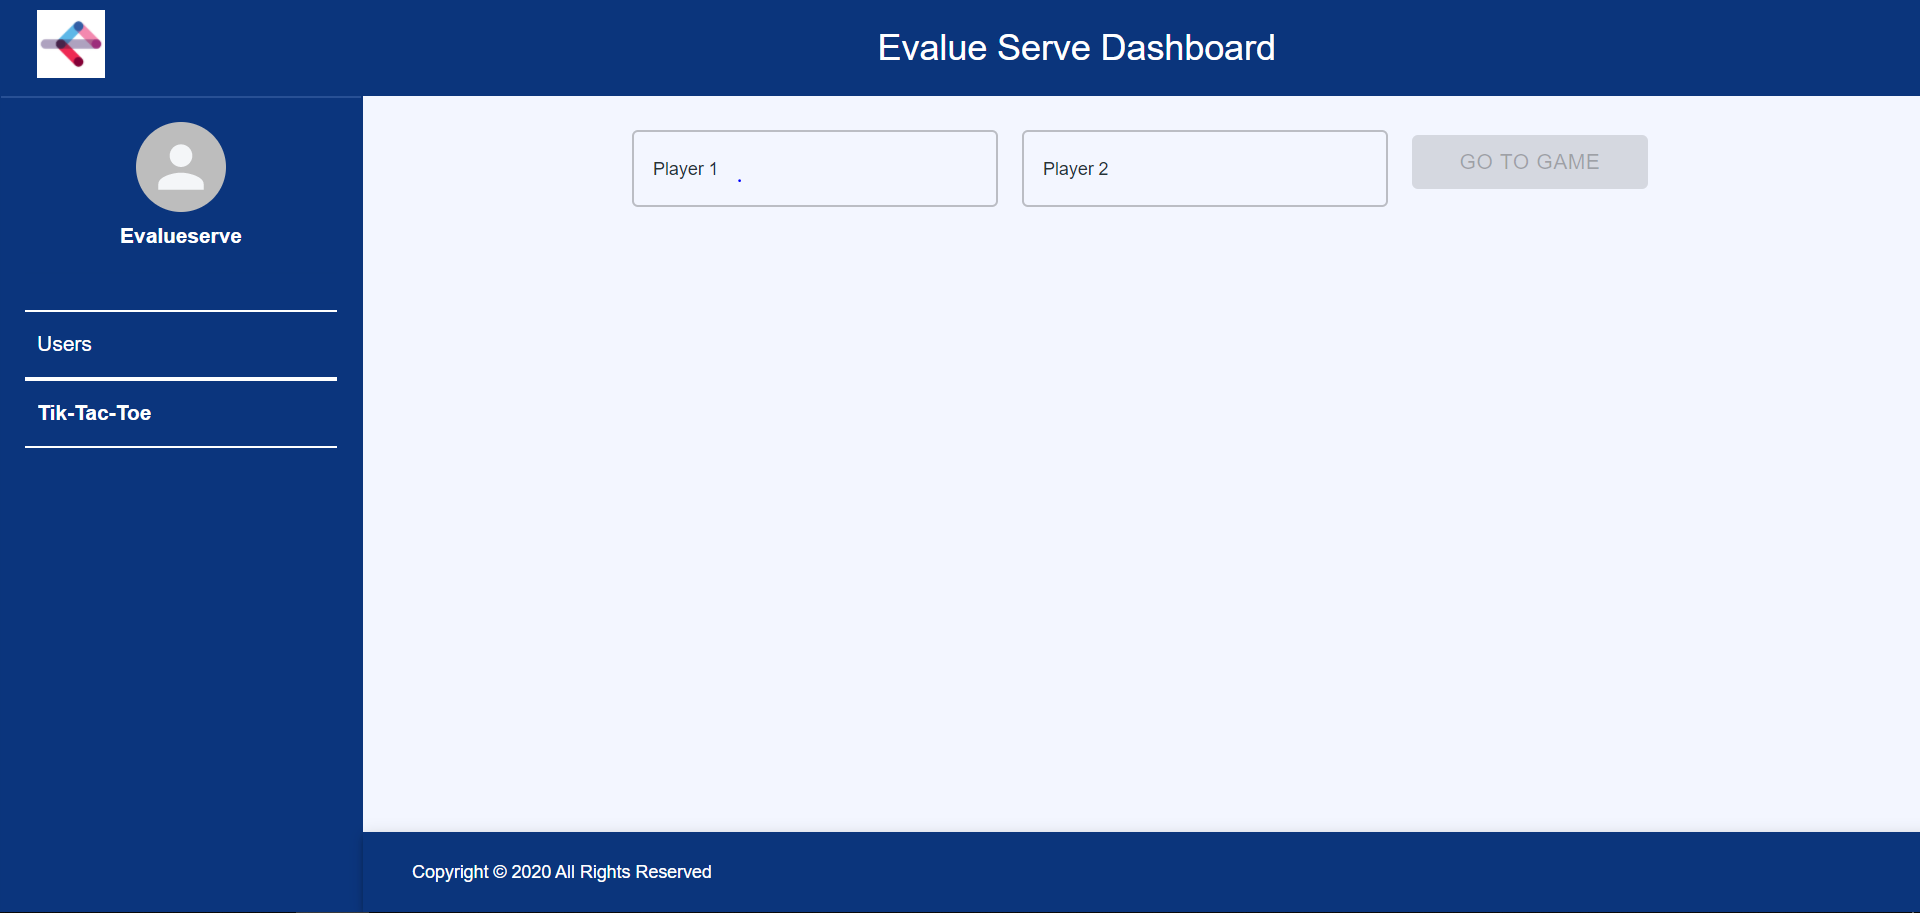 Evalue Serve Dashboard
Evalueserve
Users
Tik-Tac-Toe
Player 1
Player 2
GO TO GAME
Copyright © 2020 All Rights Reserved